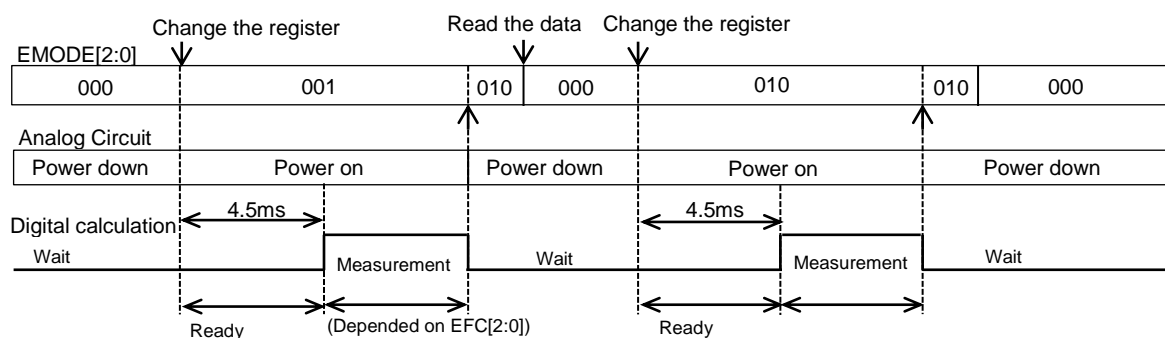 Change the register Read the data Change the register
EMODE[2:0]
000 001 010 000 010 010 000
Analog Circuit
Power down Power on Power down Power on Power down
4.5ms 4.5ms
Digital calculation
Wait Measurement Wait Measurement Wait
Ready (Depended on EFC[2:0]) Ready